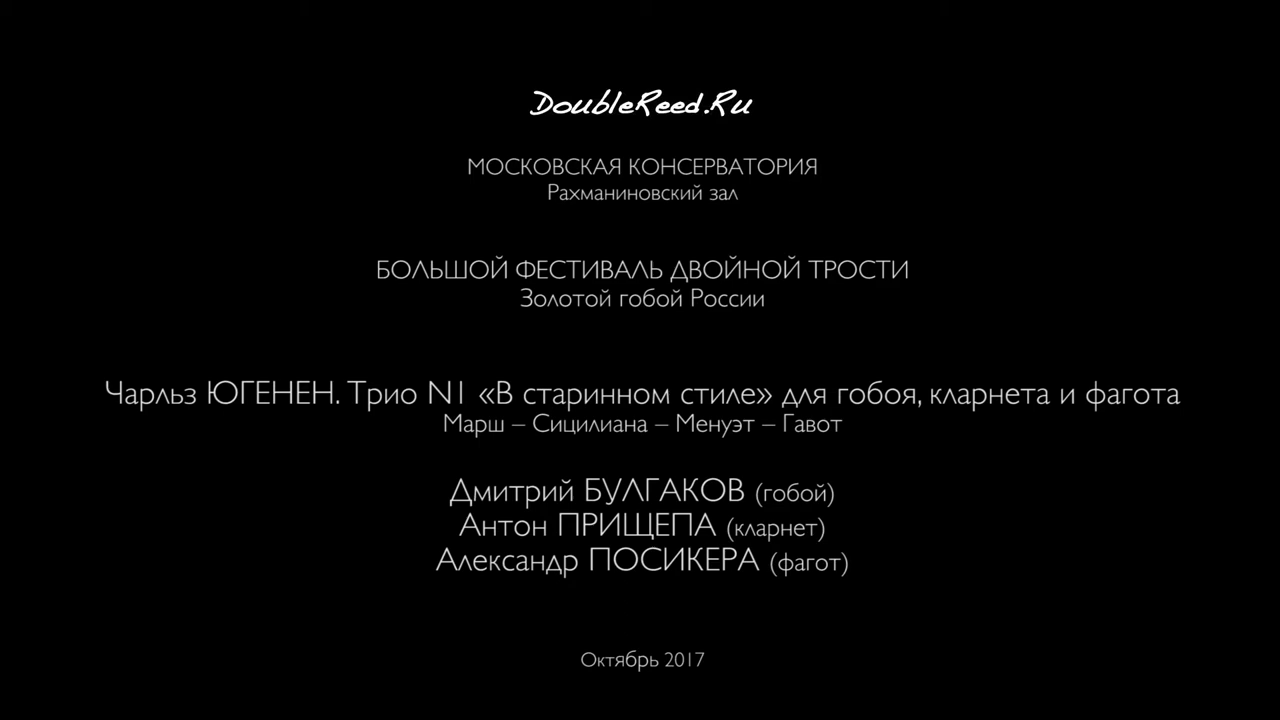 DoubleReed.Ru
МОСКОВСКАЯ КОНСЕРВАТОРИЯ
Рахманиновский зал
БОЛЬШОЙ ФЕСТИВАЛЬ ДВОЙНОЙ ТРОСТИ
Золотой гобой России
Чарльз ЮГЕНЕН. Трио N1 «В старинном стиле» для гобоя, кларнета и фагота
Марш – Сицилиана – Менуэт – Гавот
Дмитрий БУЛГАКОВ (гобой)
Антон ПРИЩЕПА (кларнет)
Александр ПОСИКЕРА (фагот)
Октябрь 2017